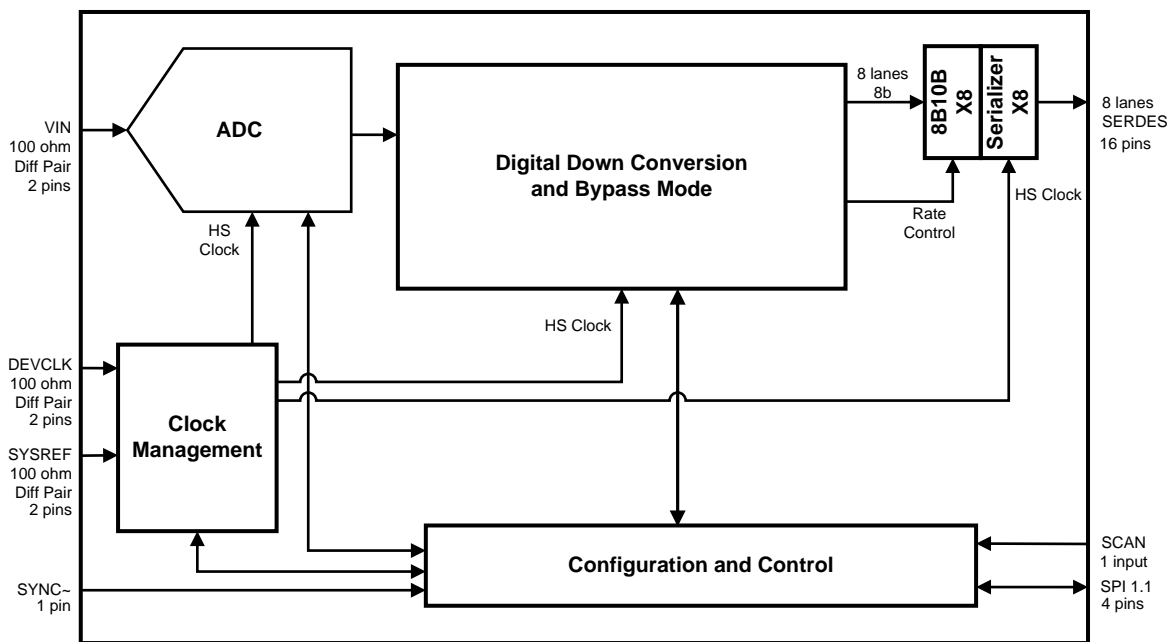 VIN
100 ohm
Diff Pair
2 pins
ADC
HS
Clock
Digital Down Conversion
and Bypass Mode
8 lanes
8b
8B10B
X8
Serializer
X8
8 lanes
SERDES
16 pins
Rate
Control
HS Clock
HS Clock
DEVCLK
100 ohm
Diff Pair
2 pins
SYSREF
100 ohm
Diff Pair
2 pins
Clock
Management
SYNC~
1 pin
Configuration and Control
SCAN
1 input
SPI 1.1
4 pins